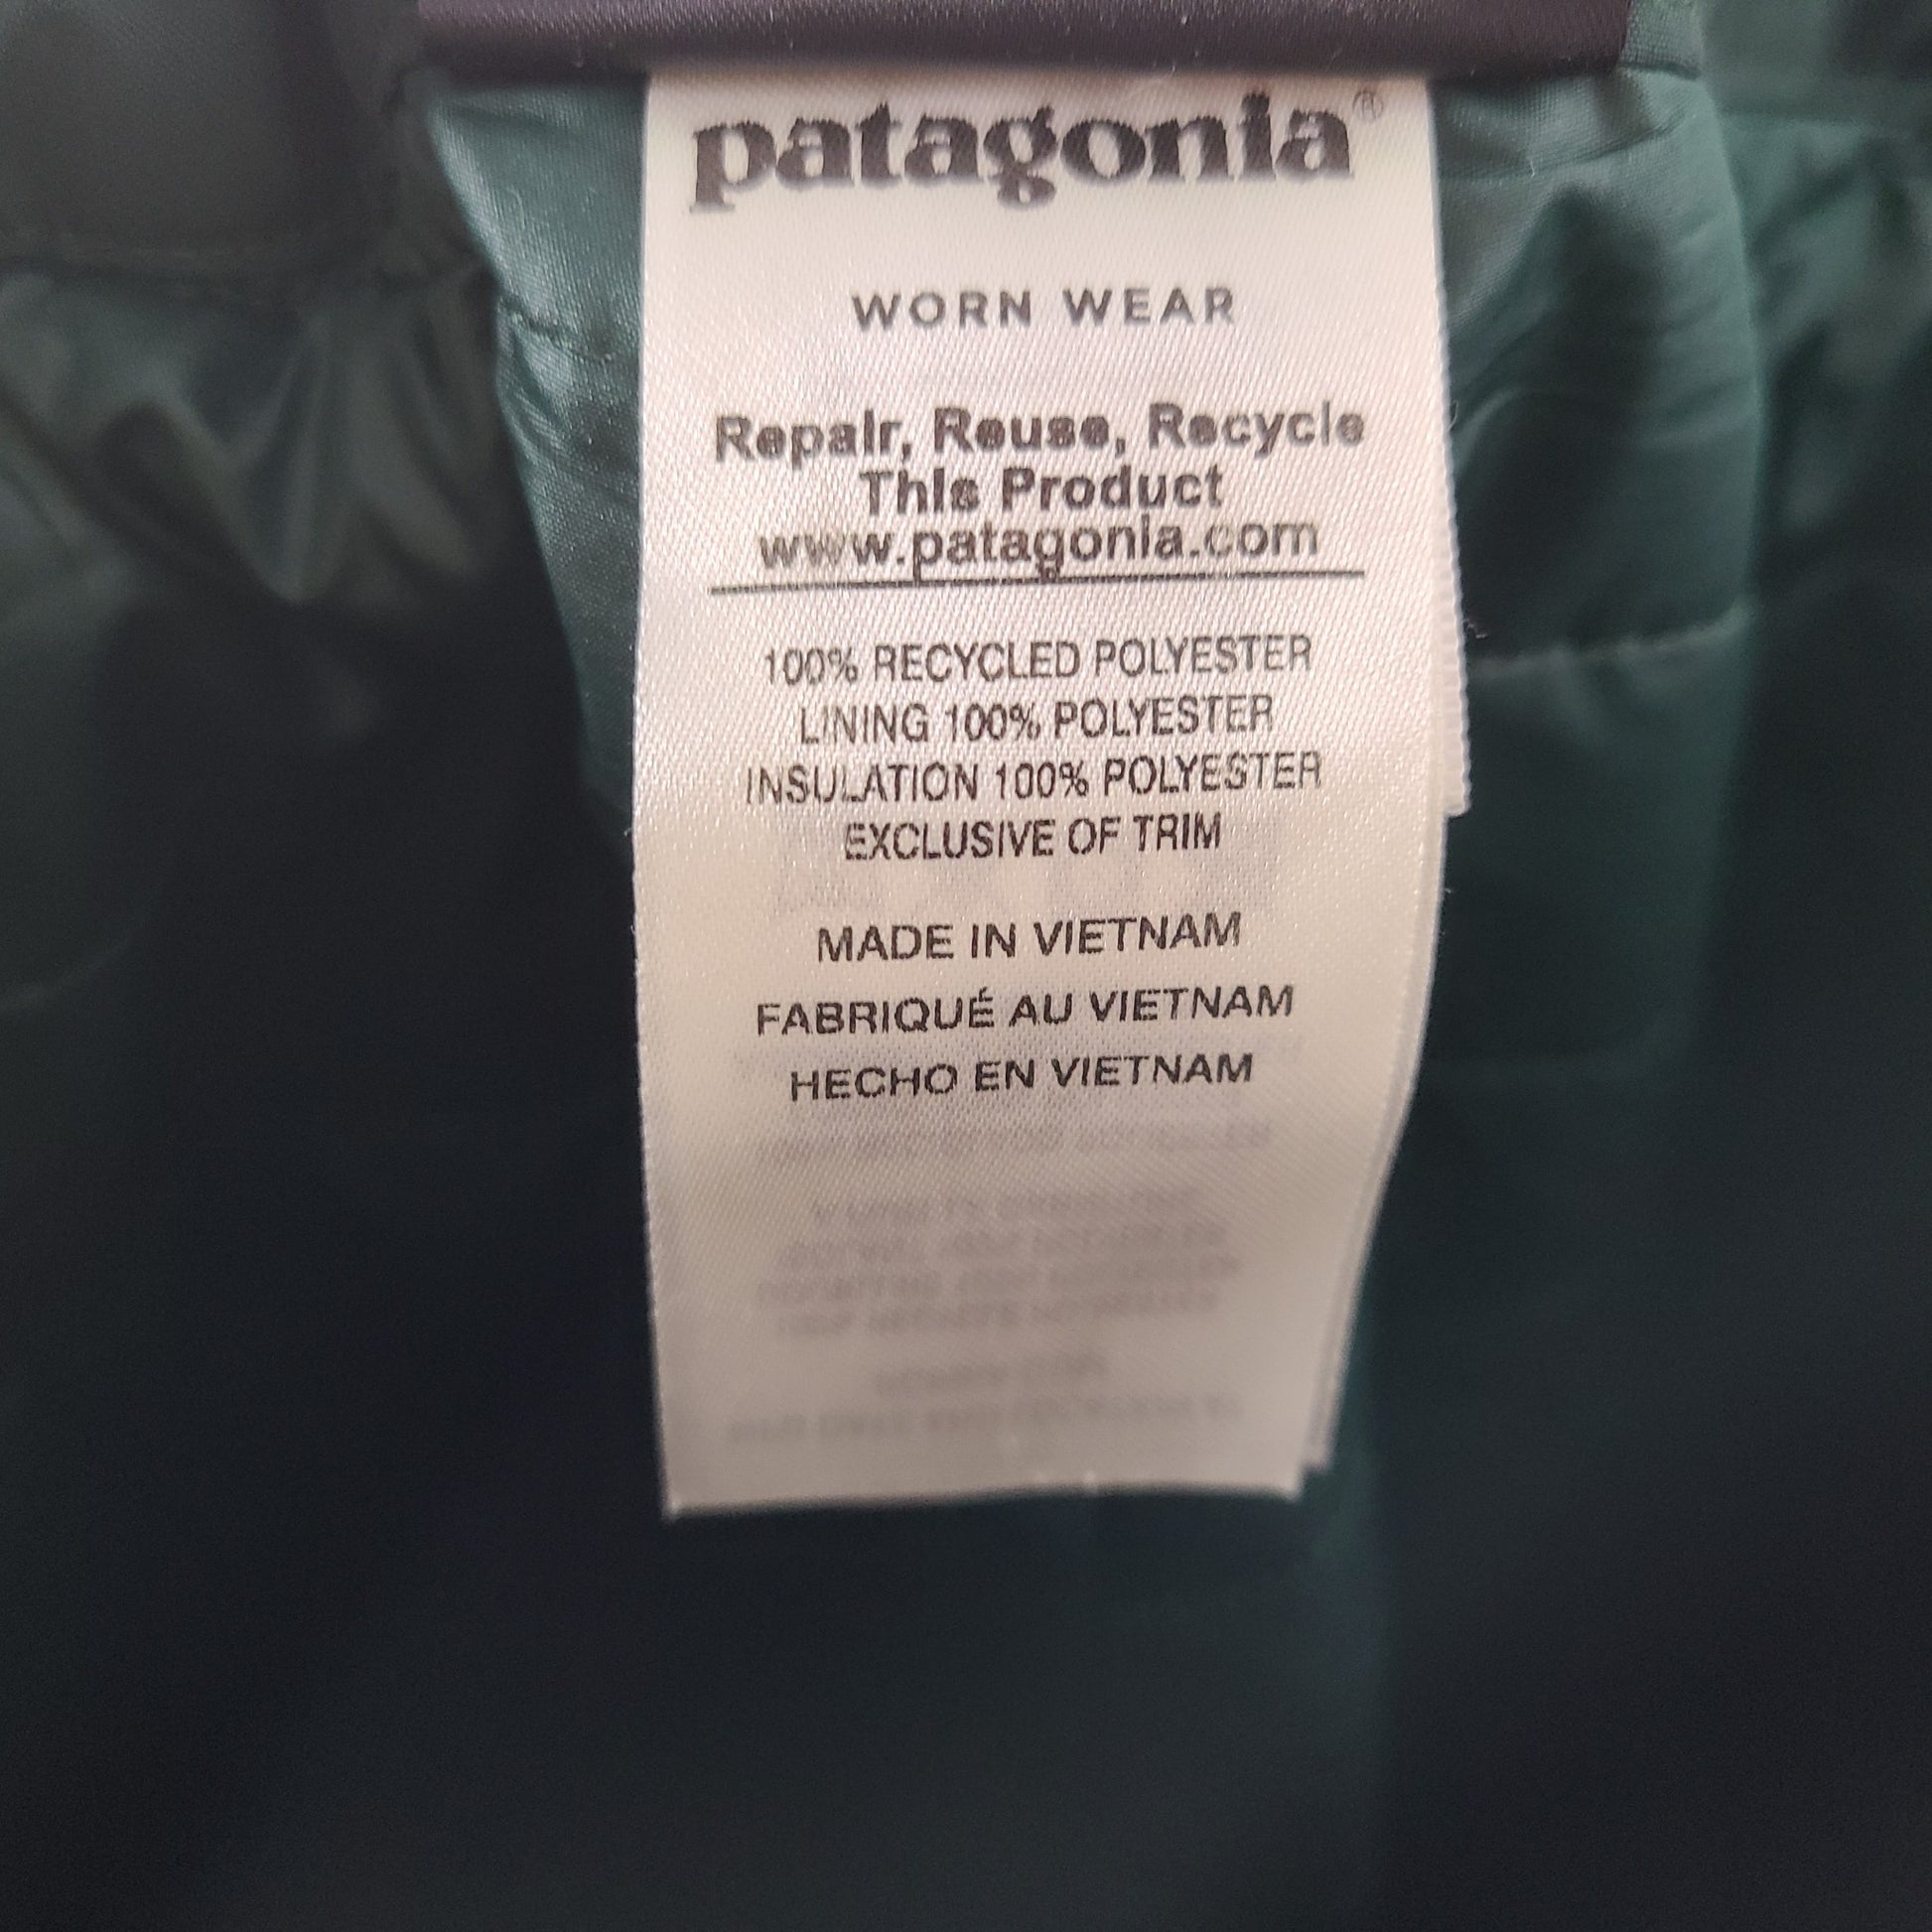 patagonia®
WORN WEAR
Repair, Reuse, Recycle
This Product
www.patagonia.com
100% RECYCLED POLYESTER
LINING 100% POLYESTER
INSULATION 100% POLYESTER
EXCLUSIVE OF TRIM
MADE IN VIETNAM
FABRIQUÉ AU VIETNAM
HECHO EN VIETNAM